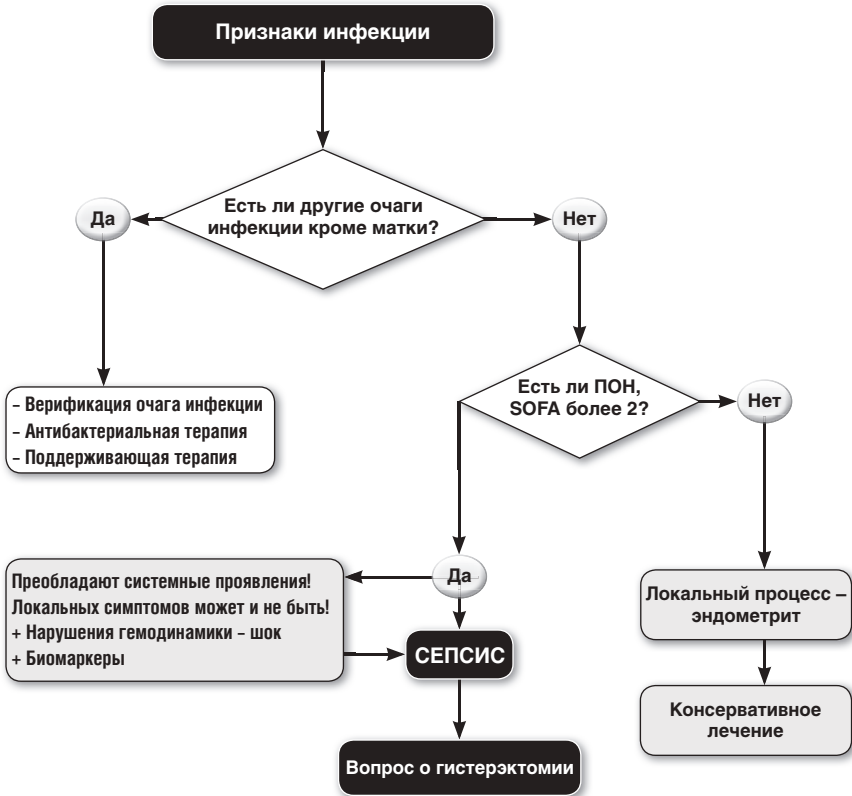 Признаки инфекции
Есть ли другие очаги
инфекции кроме матки?
Да
Нет
– Верификация очага инфекции
– Антибактериальная терапия
– Поддерживающая терапия
Есть ли ПОН,
SOFA более 2?
Нет
Да
Преобладают системные проявления!
Локальных симптомов может и не быть!
+ Нарушения гемодинамики – шок
+ Биомаркеры
СЕПСИС
Локальный процесс –
эндометрит
Консервативное
лечение
Вопрос о гистерэктомии